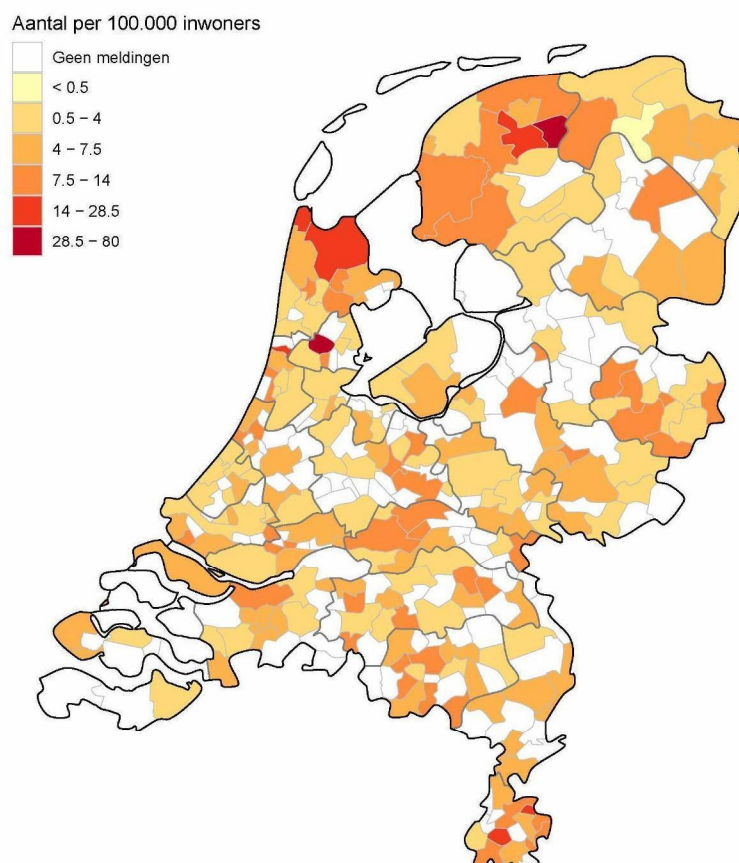 Aantal per 100.000 inwoners
Geen meldingen
< 0.5
0.5 – 4
4 – 7.5
7.5 – 14
14 – 28.5
28.5 – 80